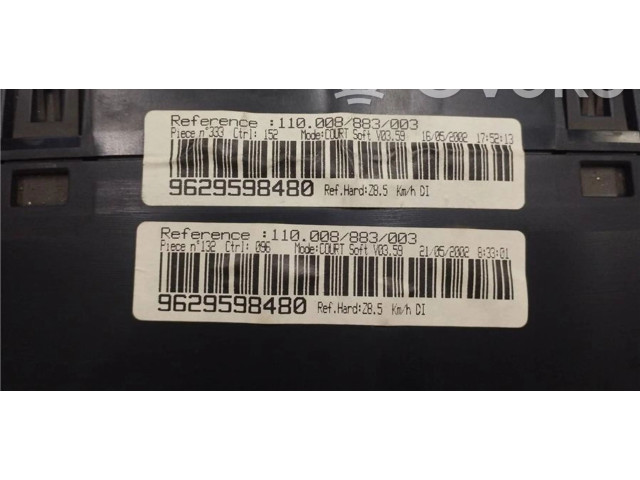 Reference :110.008/883/003
Piece n°333 Ctrl: 152 Mode:COURT Soft V03.59 16/05/2002 17:52:13
9629598480 Ref.Hard:Z8.5 Km/h DI
Reference :110.008/883/003
Piece n°132 Ctrl: 096 Mode:COURT Soft V03.59 21/05/2002 8:33:01
9629598480 Ref.Hard:Z8.5 Km/h DI